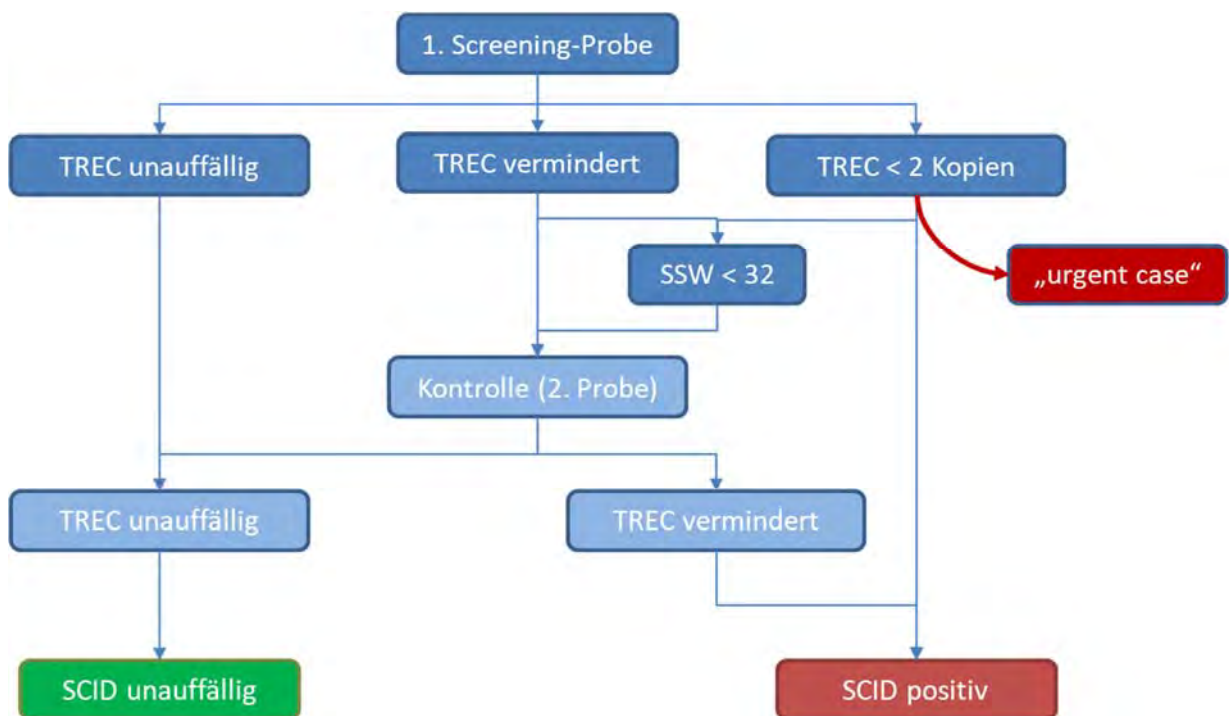 1. Screening-Probe
TREC unauffällig
TREC vermindert
TREC < 2 Kopien
SSW < 32
„urgent case“
Kontrolle (2. Probe)
TREC unauffällig
TREC vermindert
SCID unauffällig
SCID positiv